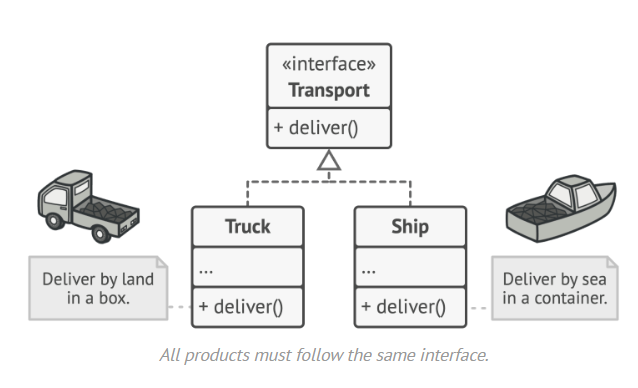 «interface»
Transport
+ deliver()
Truck
...
+ deliver()
Ship
...
+ deliver()
Deliver by land
in a box.
Deliver by sea
in a container.
All products must follow the same interface.